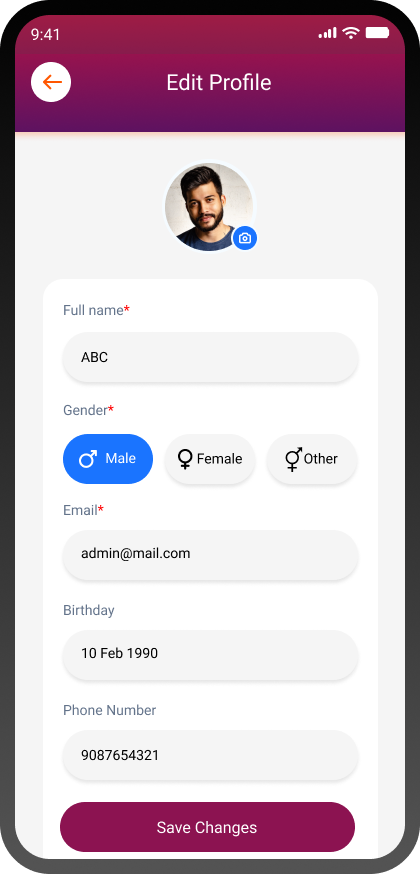 9:41
Edit Profile
Full name*
ABC
Gender*
Male Female Other
Email*
admin@mail.com
Birthday
10 Feb 1990
Phone Number
9087654321
Save Changes